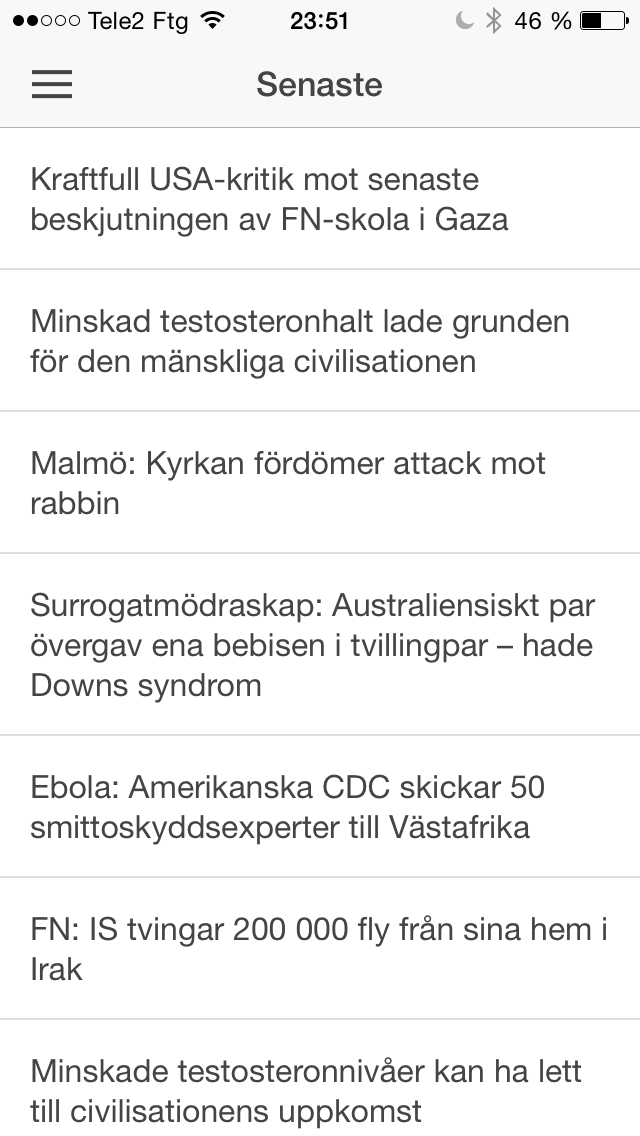 Tele2 Ftg 23:51 46 %
Senaste
Kraftfull USA-kritik mot senaste
beskjutningen av FN-skola i Gaza
Minskad testosteronhalt lade grunden
för den mänskliga civilisationen
Malmö: Kyrkan fördömer attack mot
rabbin
Surrogatmödraskap: Australiensiskt par
övergav ena bebisen i tvillingpar – hade
Downs syndrom
Ebola: Amerikanska CDC skickar 50
smittoskyddsexperter till Västafrika
FN: IS tvingar 200 000 fly från sina hem i
Irak
Minskade testosteronnivåer kan ha lett
till civilisationens uppkomst